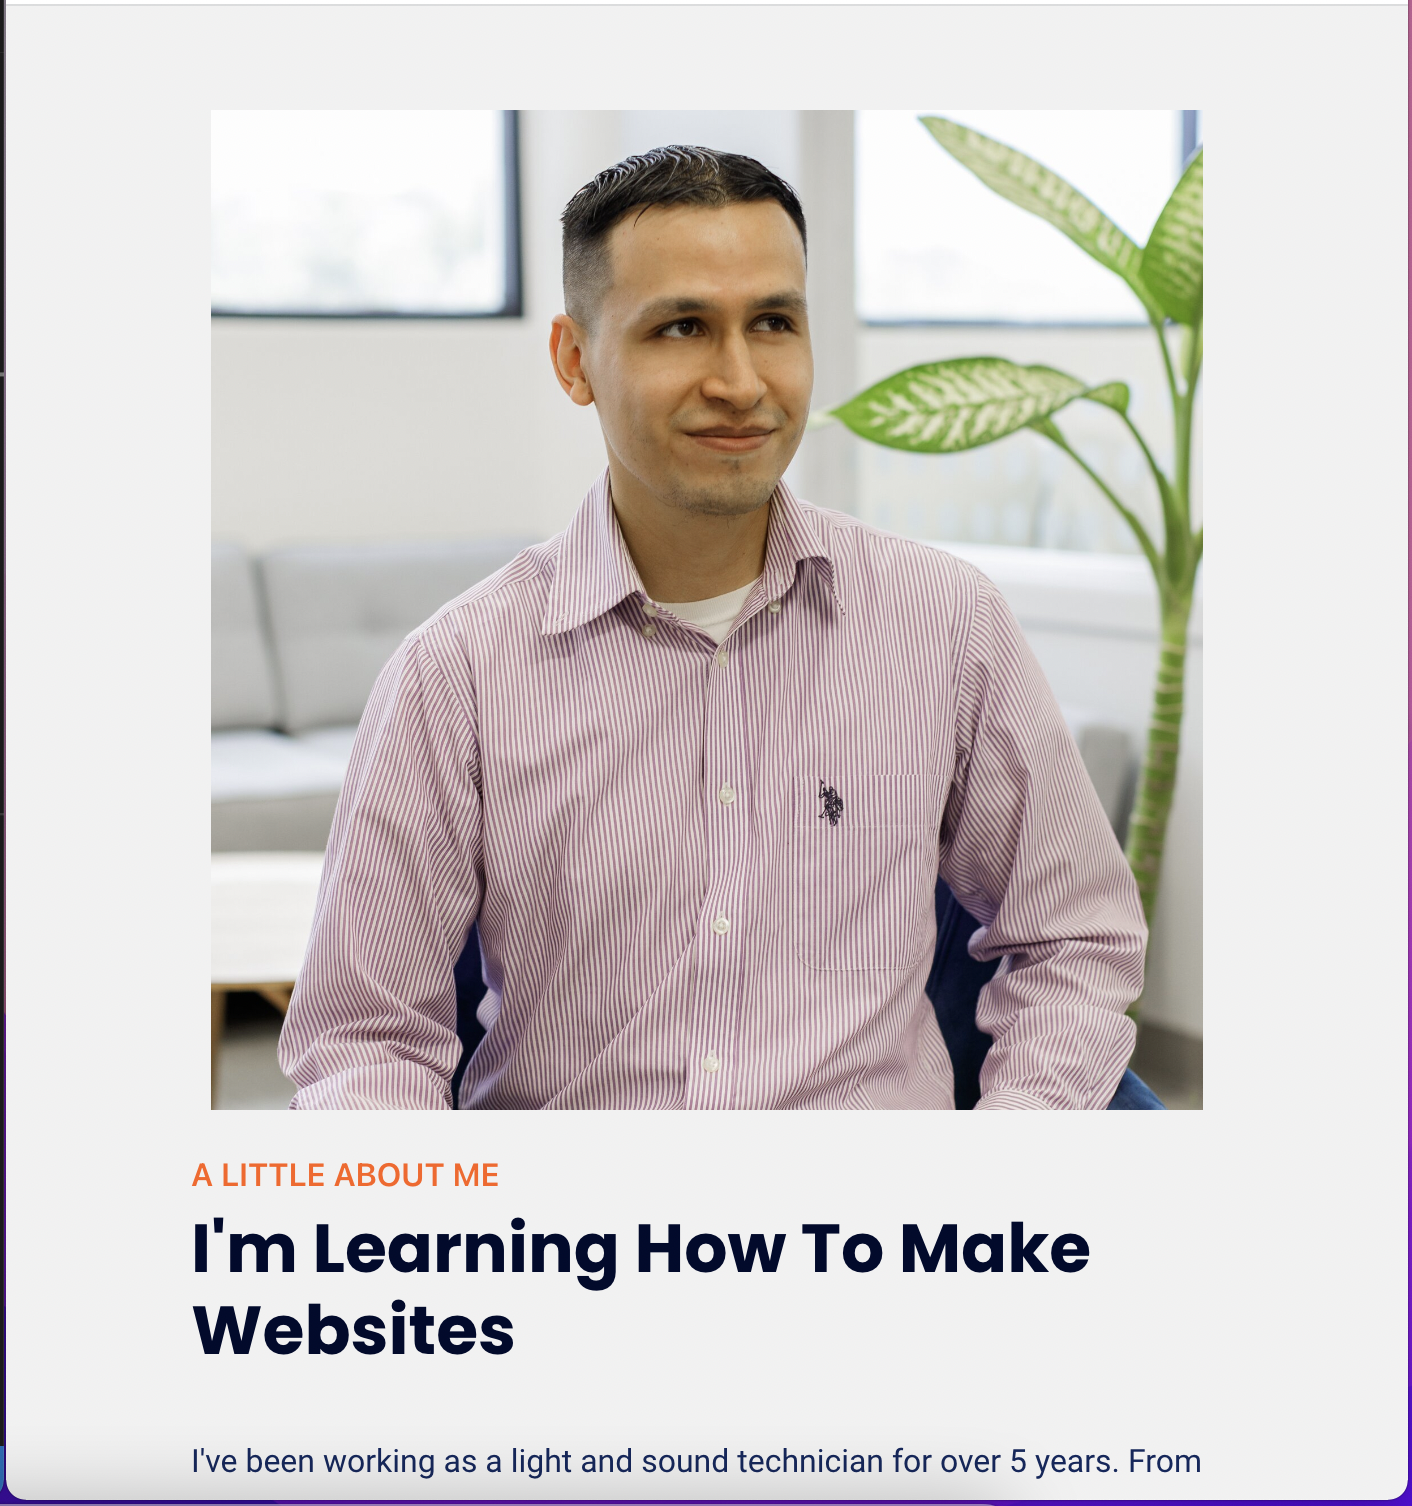 A LITTLE ABOUT ME
I'm Learning How To Make
Websites
I've been working as a light and sound technician for over 5 years. From